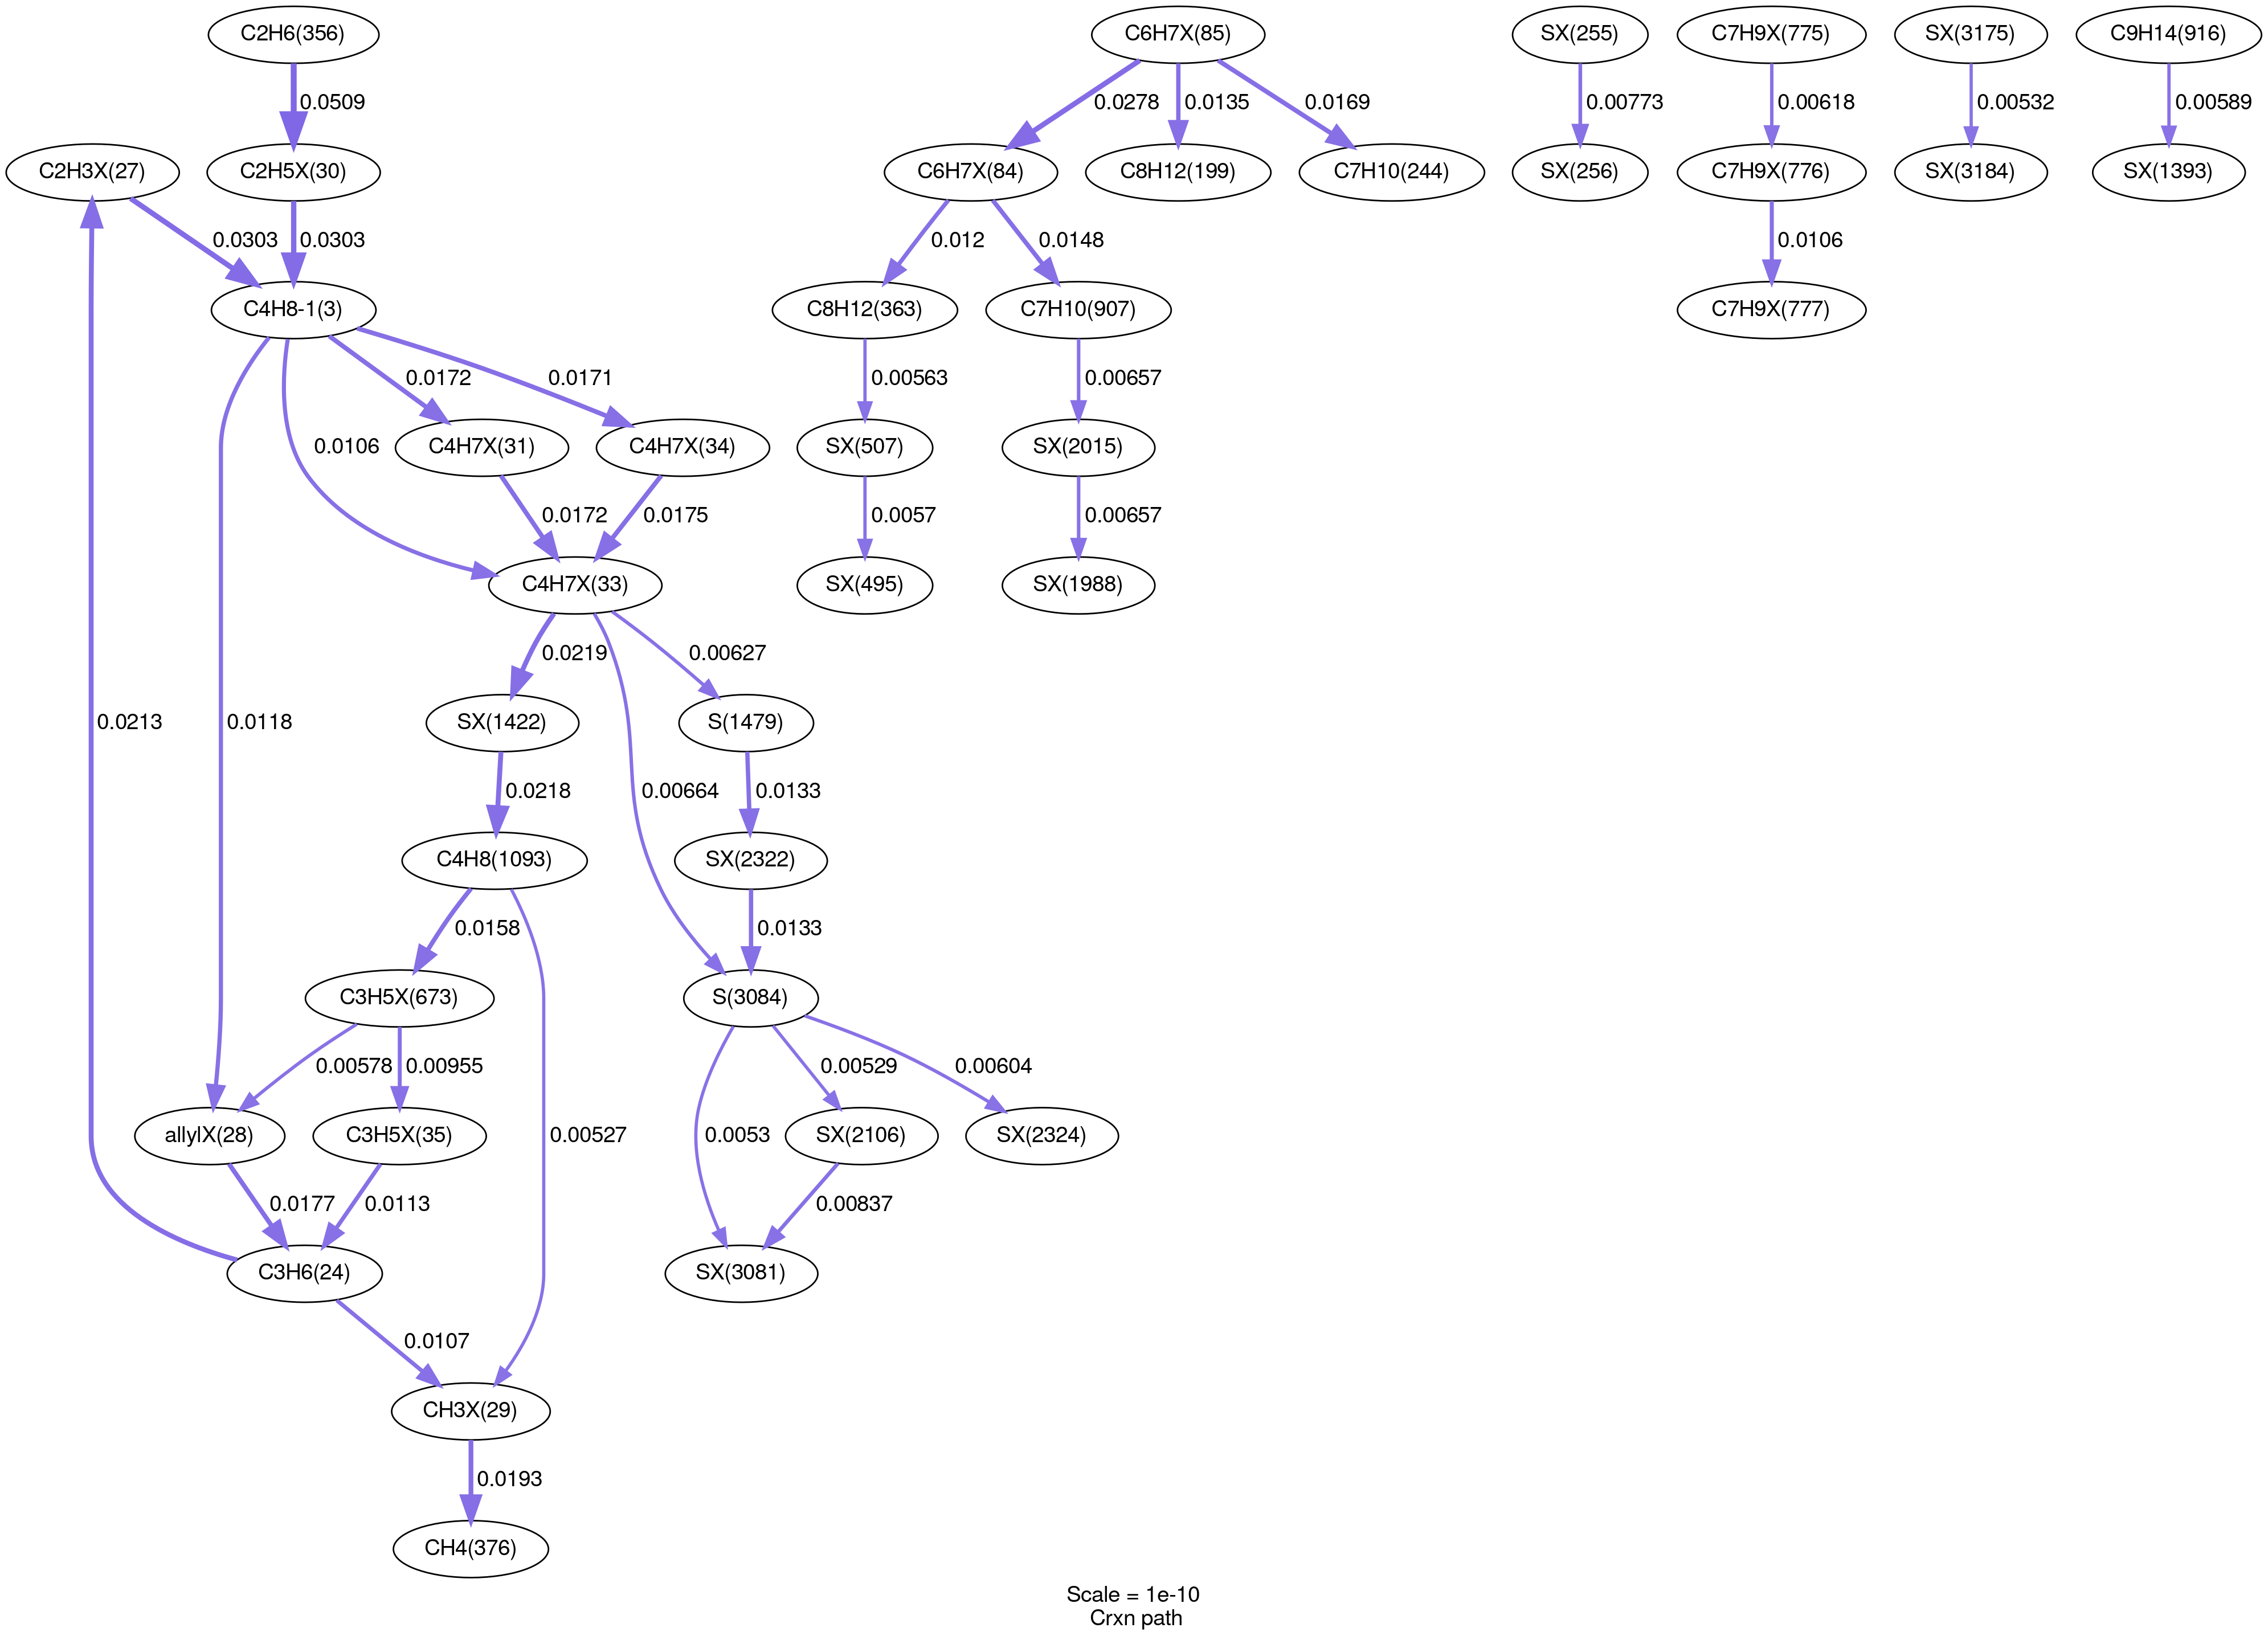 C2H6(356)
C6H7X(85)
SX(255)
C7H9X(775)
SX(3175)
C9H14(916)
0.0509
0.0278
0.0135
0.0169
0.00773
0.00618
0.00532
0.00589
C2H3X(27)
C2H5X(30)
C6H7X(84)
C8H12(199)
C7H10(244)
SX(256)
C7H9X(776)
SX(3184)
SX(1393)
0.0303
0.0303
0.012
0.0148
0.0106
C4H8-1(3)
C8H12(363)
C7H10(907)
C7H9X(777)
0.0172
0.0171
0.00563
0.00657
0.0106
C4H7X(31)
C4H7X(34)
SX(507)
SX(2015)
0.0172
0.0175
0.0057
0.00657
C4H7X(33)
SX(495)
SX(1988)
0.0219
0.00627
0.0213
0.0118
SX(1422)
S(1479)
0.0218
0.00664
0.0133
C4H8(1093)
SX(2322)
0.0158
0.0133
C3H5X(673)
S(3084)
0.00578
0.00955
0.00529
0.00604
allylX(28)
C3H5X(35)
0.00527
0.0053
SX(2106)
SX(2324)
0.0177
0.0113
0.00837
C3H6(24)
SX(3081)
0.0107
CH3X(29)
0.0193
CH4(376)
Scale = 1e-10
Crxn path